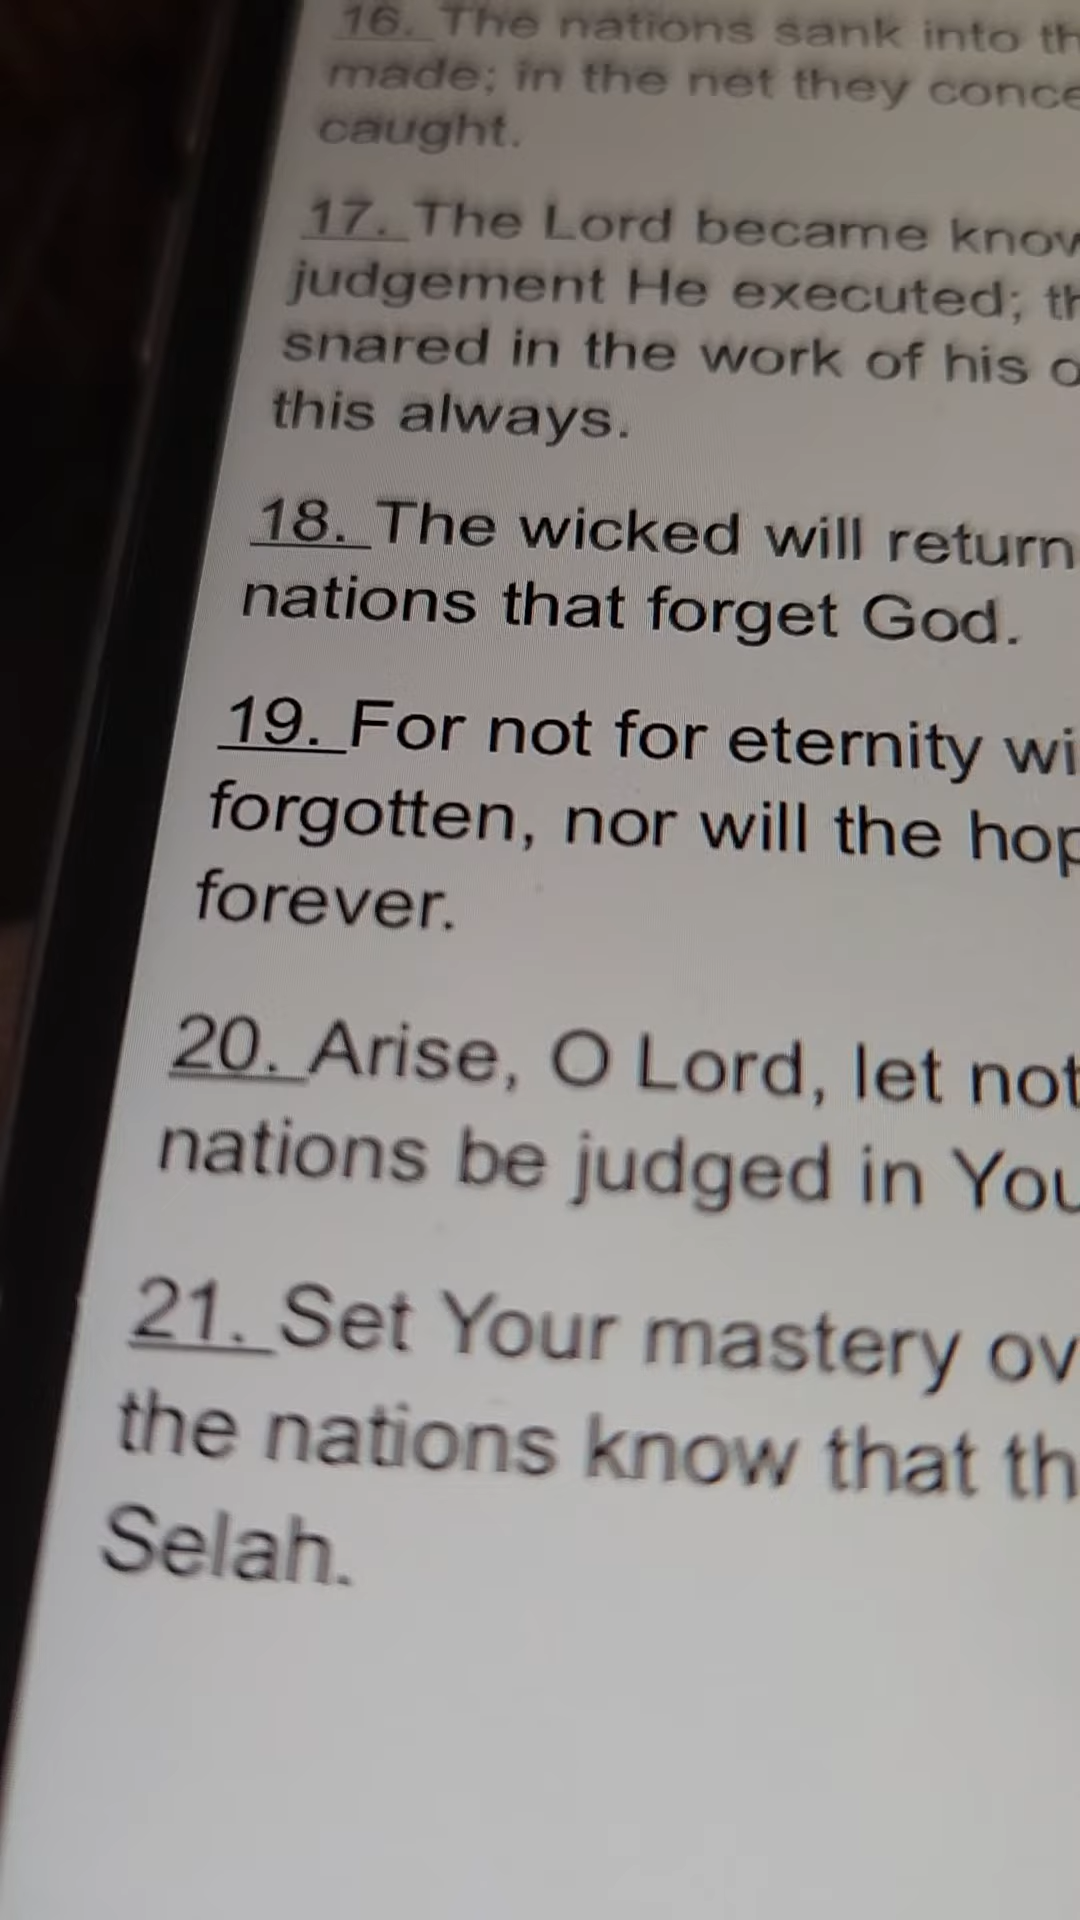 16. The nations sank into th
made; in the net they conce
caught.
17. The Lord became know
judgement He executed; th
snared in the work of his o
this always.
18. The wicked will return
nations that forget God.
19. For not for eternity wi
forgotten, nor will the hop
forever.
20. Arise, O Lord, let not
nations be judged in You
21. Set Your mastery ov
the nations know that th
Selah.